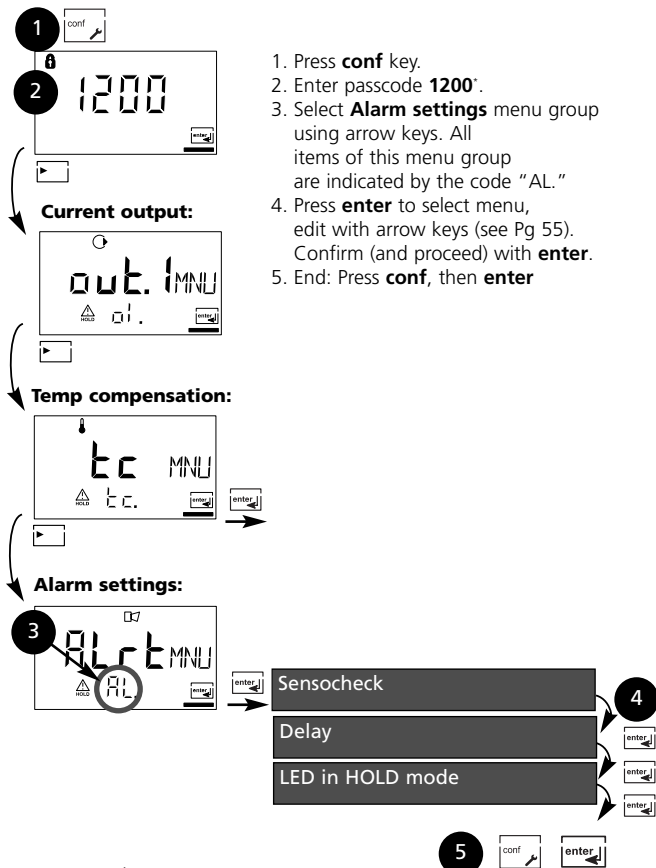 1 conf
1. Press conf key.
2. Enter passcode 1200*.
3. Select Alarm settings menu group
using arrow keys. All
items of this menu group
are indicated by the code “AL.”
4. Press enter to select menu,
edit with arrow keys (see Pg 55).
Confirm (and proceed) with enter.
5. End: Press conf, then enter
2 1200
enter
Current output:
out.1 MNU
HOLD o1. enter
Temp compensation:
tc MNU
HOLD tc. enter enter
Alarm settings:
3
ALrt MNU
HOLD AL. enter enter
Sensocheck
4
Delay
enter
LED in HOLD mode
enter
enter
5 conf enter